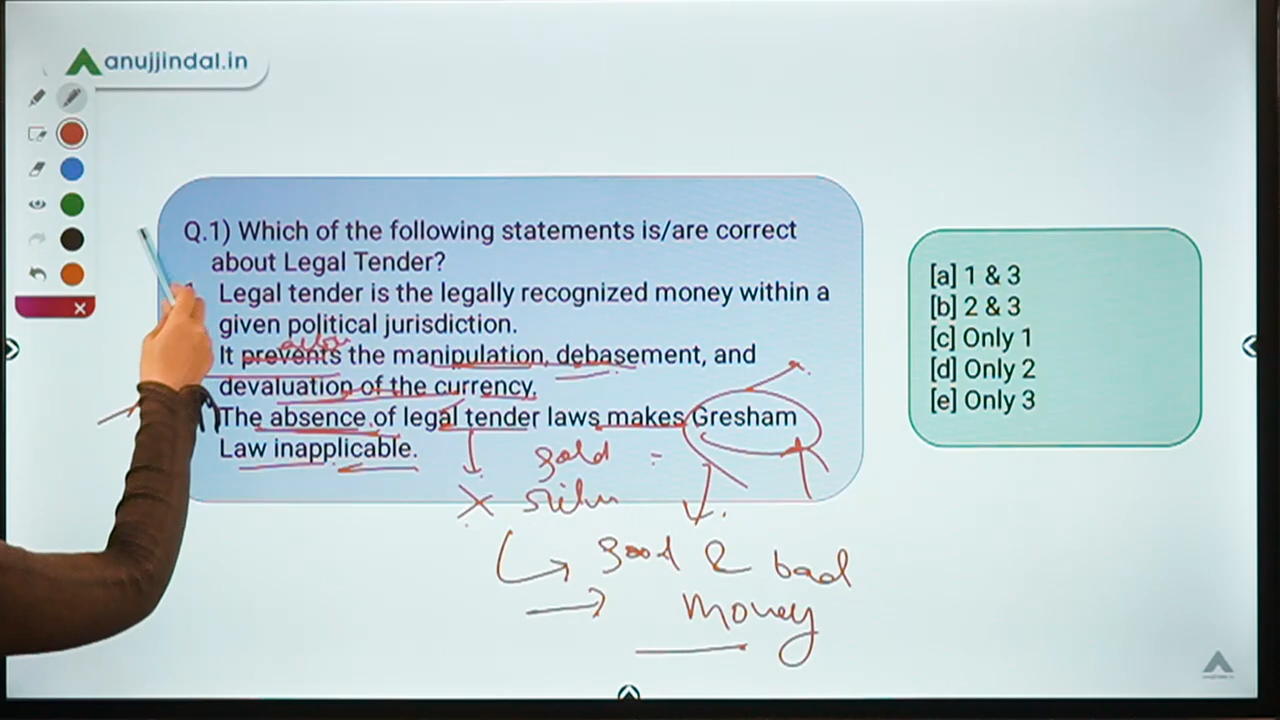 anujjindal.in
Q.1) Which of the following statements is/are correct
about Legal Tender?
Legal tender is the legally recognized money within a
given political jurisdiction.
allow
It prevents the manipulation, debasement, and
devaluation of the currency.
The absence of legal tender laws makes Gresham
Law inapplicable.
gold
silver
good & bad
money
[a] 1 & 3
[b] 2 & 3
[c] Only 1
[d] Only 2
[e] Only 3